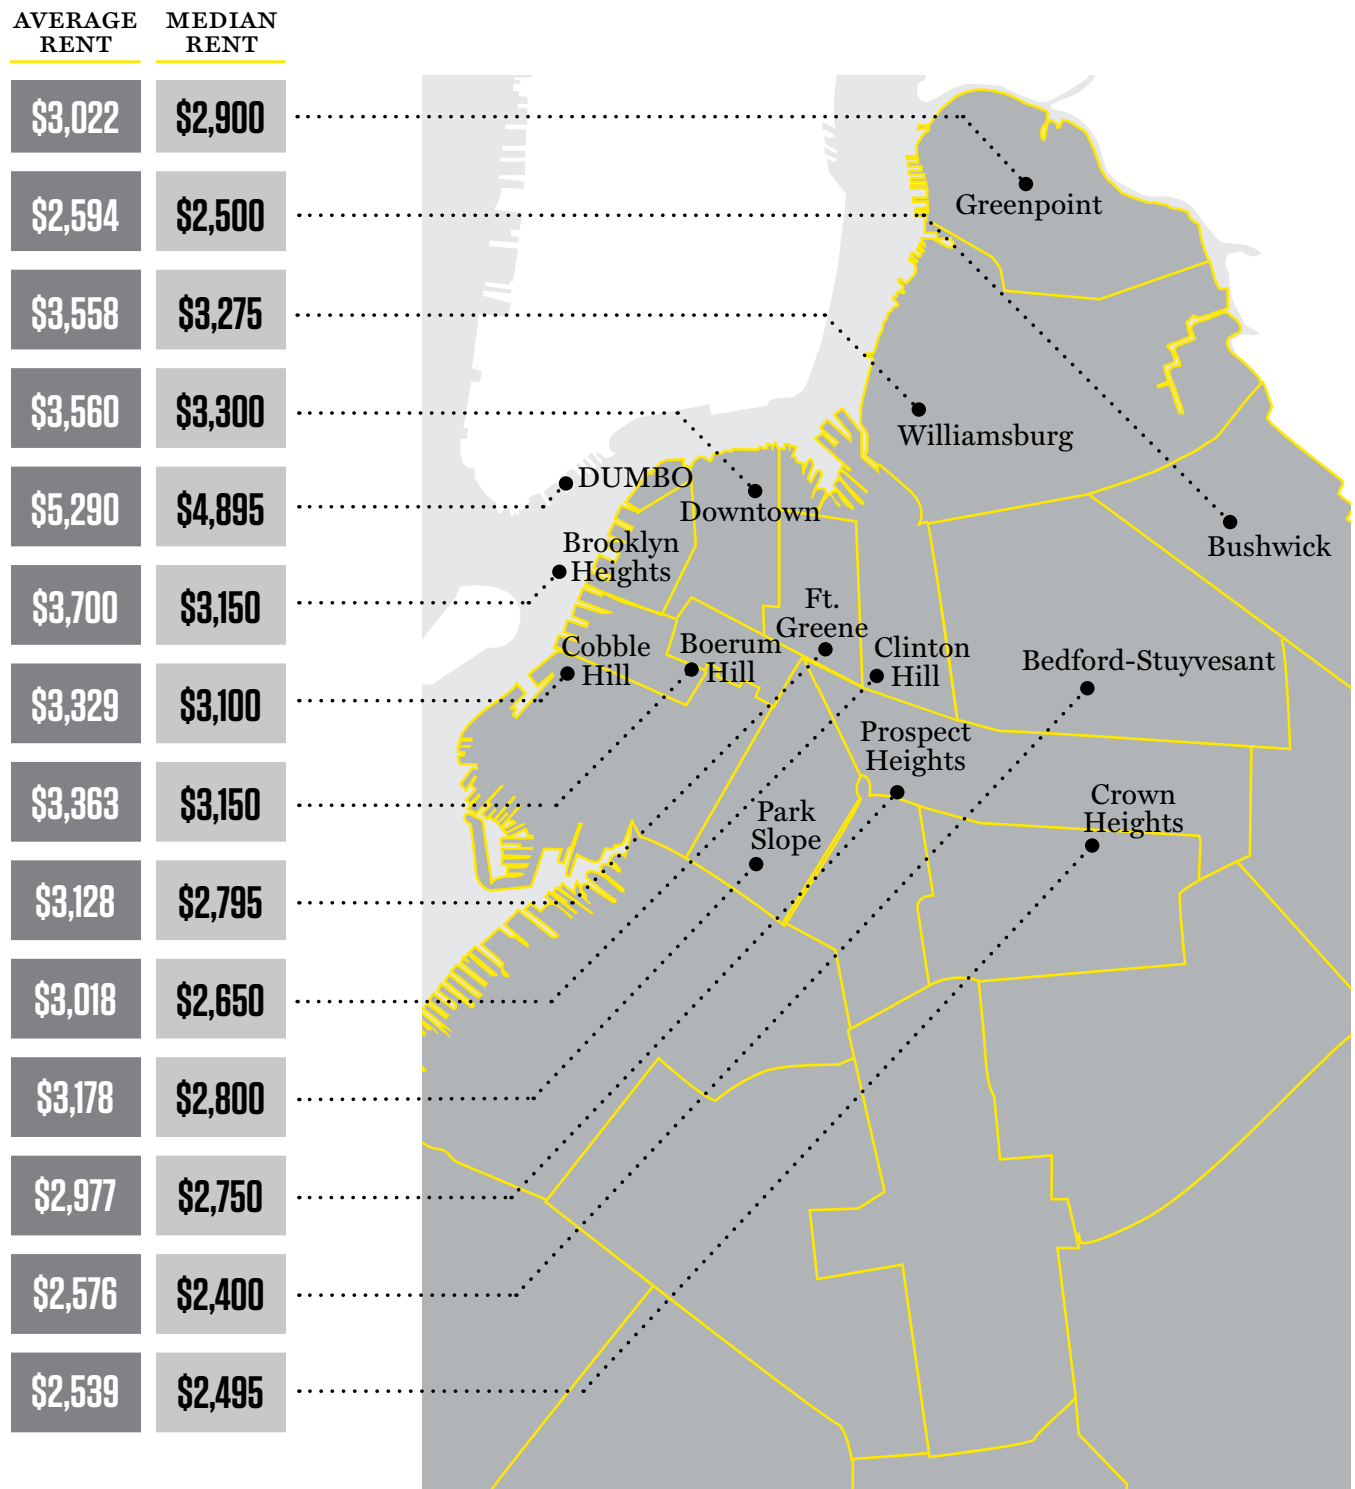 AVERAGE
RENT
MEDIAN
RENT
$3,022 $2,900
$2,594 $2,500
$3,558 $3,275
$3,560 $3,300
$5,290 $4,895
$3,700 $3,150
$3,329 $3,100
$3,363 $3,150
$3,128 $2,795
$3,018 $2,650
$3,178 $2,800
$2,977 $2,750
$2,576 $2,400
$2,539 $2,495
Greenpoint
Williamsburg
DUMBO
Downtown
Bushwick
Brooklyn
Heights
Ft.
Greene
Cobble
Hill
Boerum
Hill
Clinton
Hill
Bedford-Stuyvesant
Prospect
Heights
Park
Slope
Crown
Heights